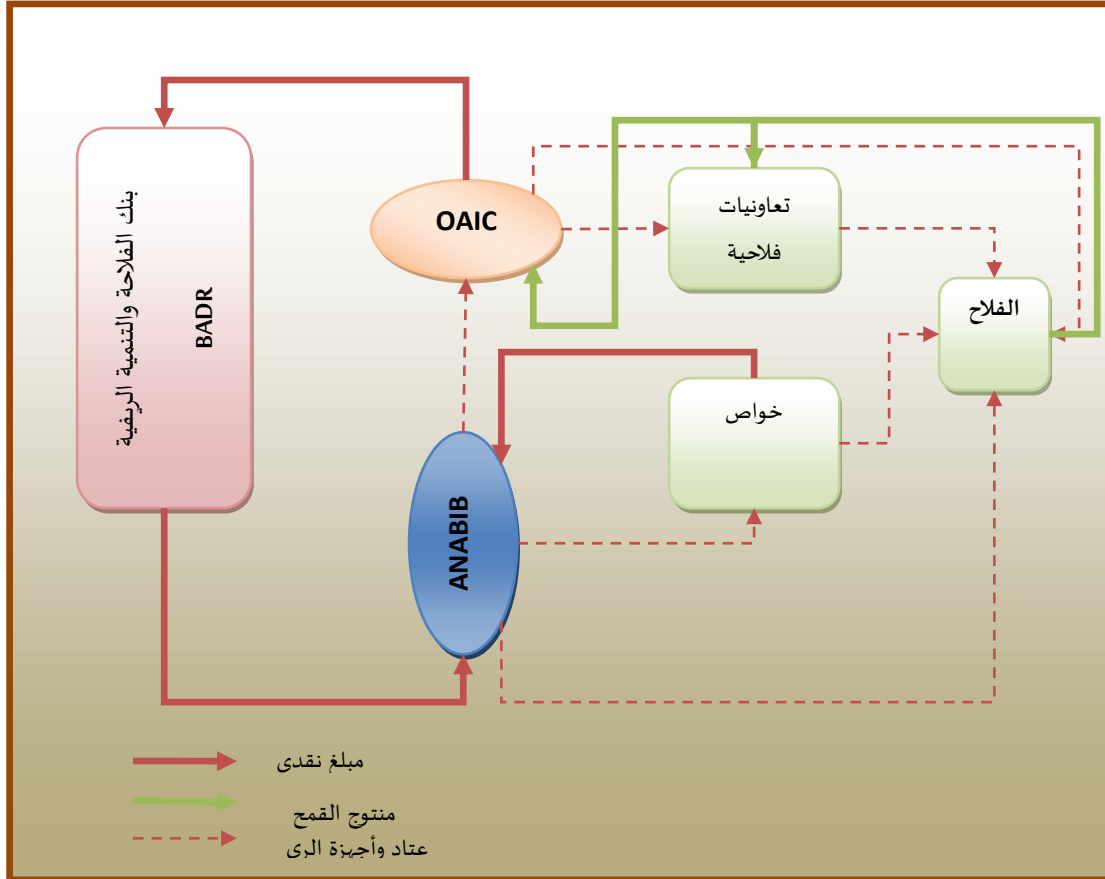 بنك الفلاحة والتنمية الريفية
BADR
OAIC
تعاونيات
فلاحية
الفلاح
خواص
ANABIB
مبلغ نقدى
منتوج القمح
عتاد وأجهزة الرى